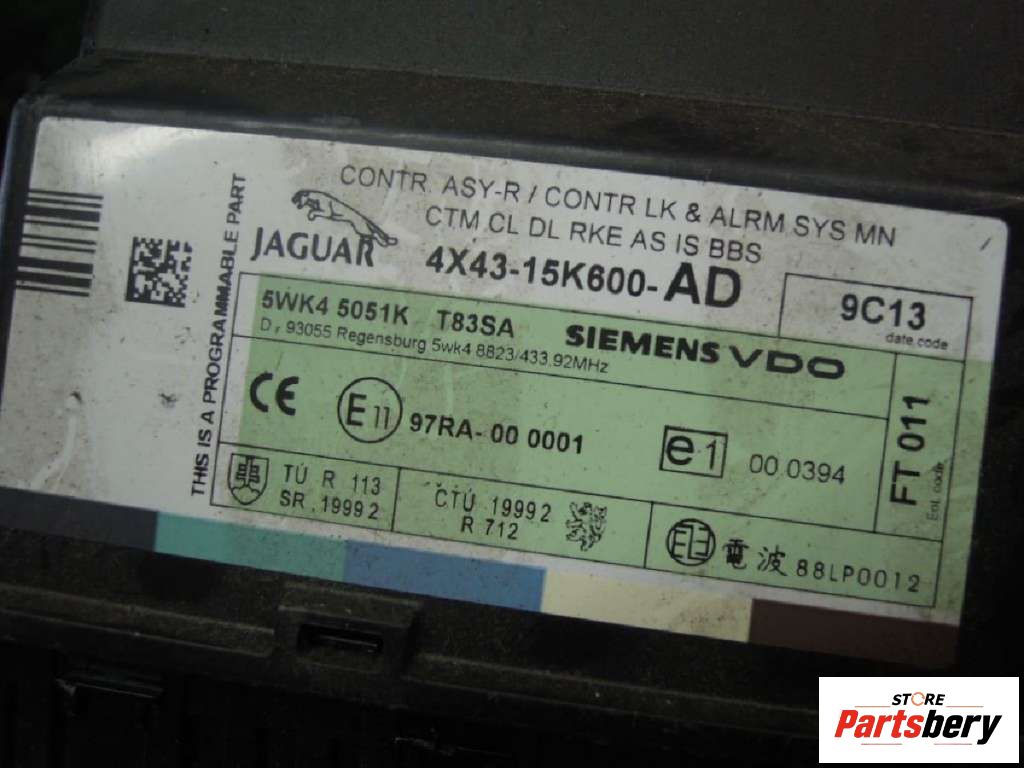 THIS IS A PROGRAMMABLE PART
CONTR. ASY-R / CONTR LK & ALRM SYS MN
CTM CL DL RKE AS IS BBS
JAGUAR 4X43-15K600-AD
9C13
date code
5WK4 5051K T83SA SIEMENS VDO
D, 93055 Regensburg 5wk4 8823/433.92MHz
CE E11 97RA-00 0001 e1 00 0394
FT 011
Ent. code
TÚ R 113
SR, 1999 2
ČTÚ 1999 2
R 712
電波 88LP0012
STORE
Partsbery